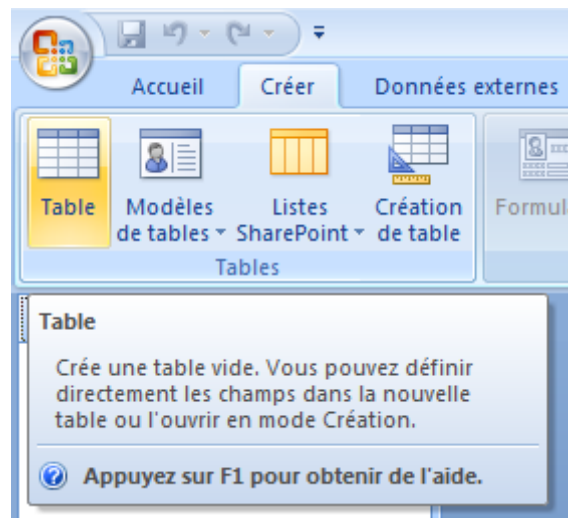 Accueil Créer Données externes
Table Modèles de tables Listes SharePoint Création de table
Tables
Table
Crée une table vide. Vous pouvez définir
directement les champs dans la nouvelle
table ou l'ouvrir en mode Création.
Appuyez sur F1 pour obtenir de l'aide.